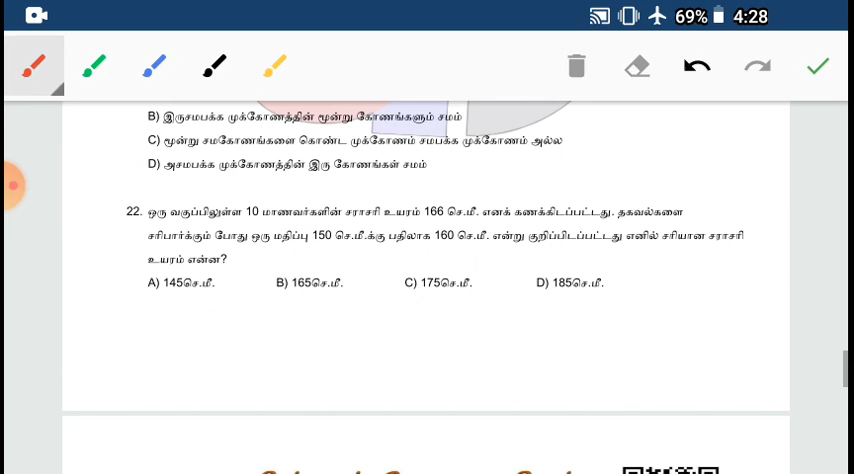 69% 4:28
B) இருசமபக்க முக்கோணத்தின் மூன்று கோணங்களும் சமம்
C) மூன்று சமகோணங்களை கொண்ட முக்கோணம் சமபக்க முக்கோணம் அல்ல
D) அசமபக்க முக்கோணத்தின் இரு கோணங்கள் சமம்
22. ஒரு வகுப்பிலுள்ள 10 மாணவர்களின் சராசரி உயரம் 166 செ.மீ. எனக் கணக்கிடப்பட்டது. தகவல்களை
சரிபார்க்கும் போது ஒரு மதிப்பு 150 செ.மீ.க்கு பதிலாக 160 செ.மீ. என்று குறிப்பிடப்பட்டது எனில் சரியான சராசரி
உயரம் என்ன?
A) 145செ.மீ. B) 165செ.மீ. C) 175செ.மீ. D) 185செ.மீ.